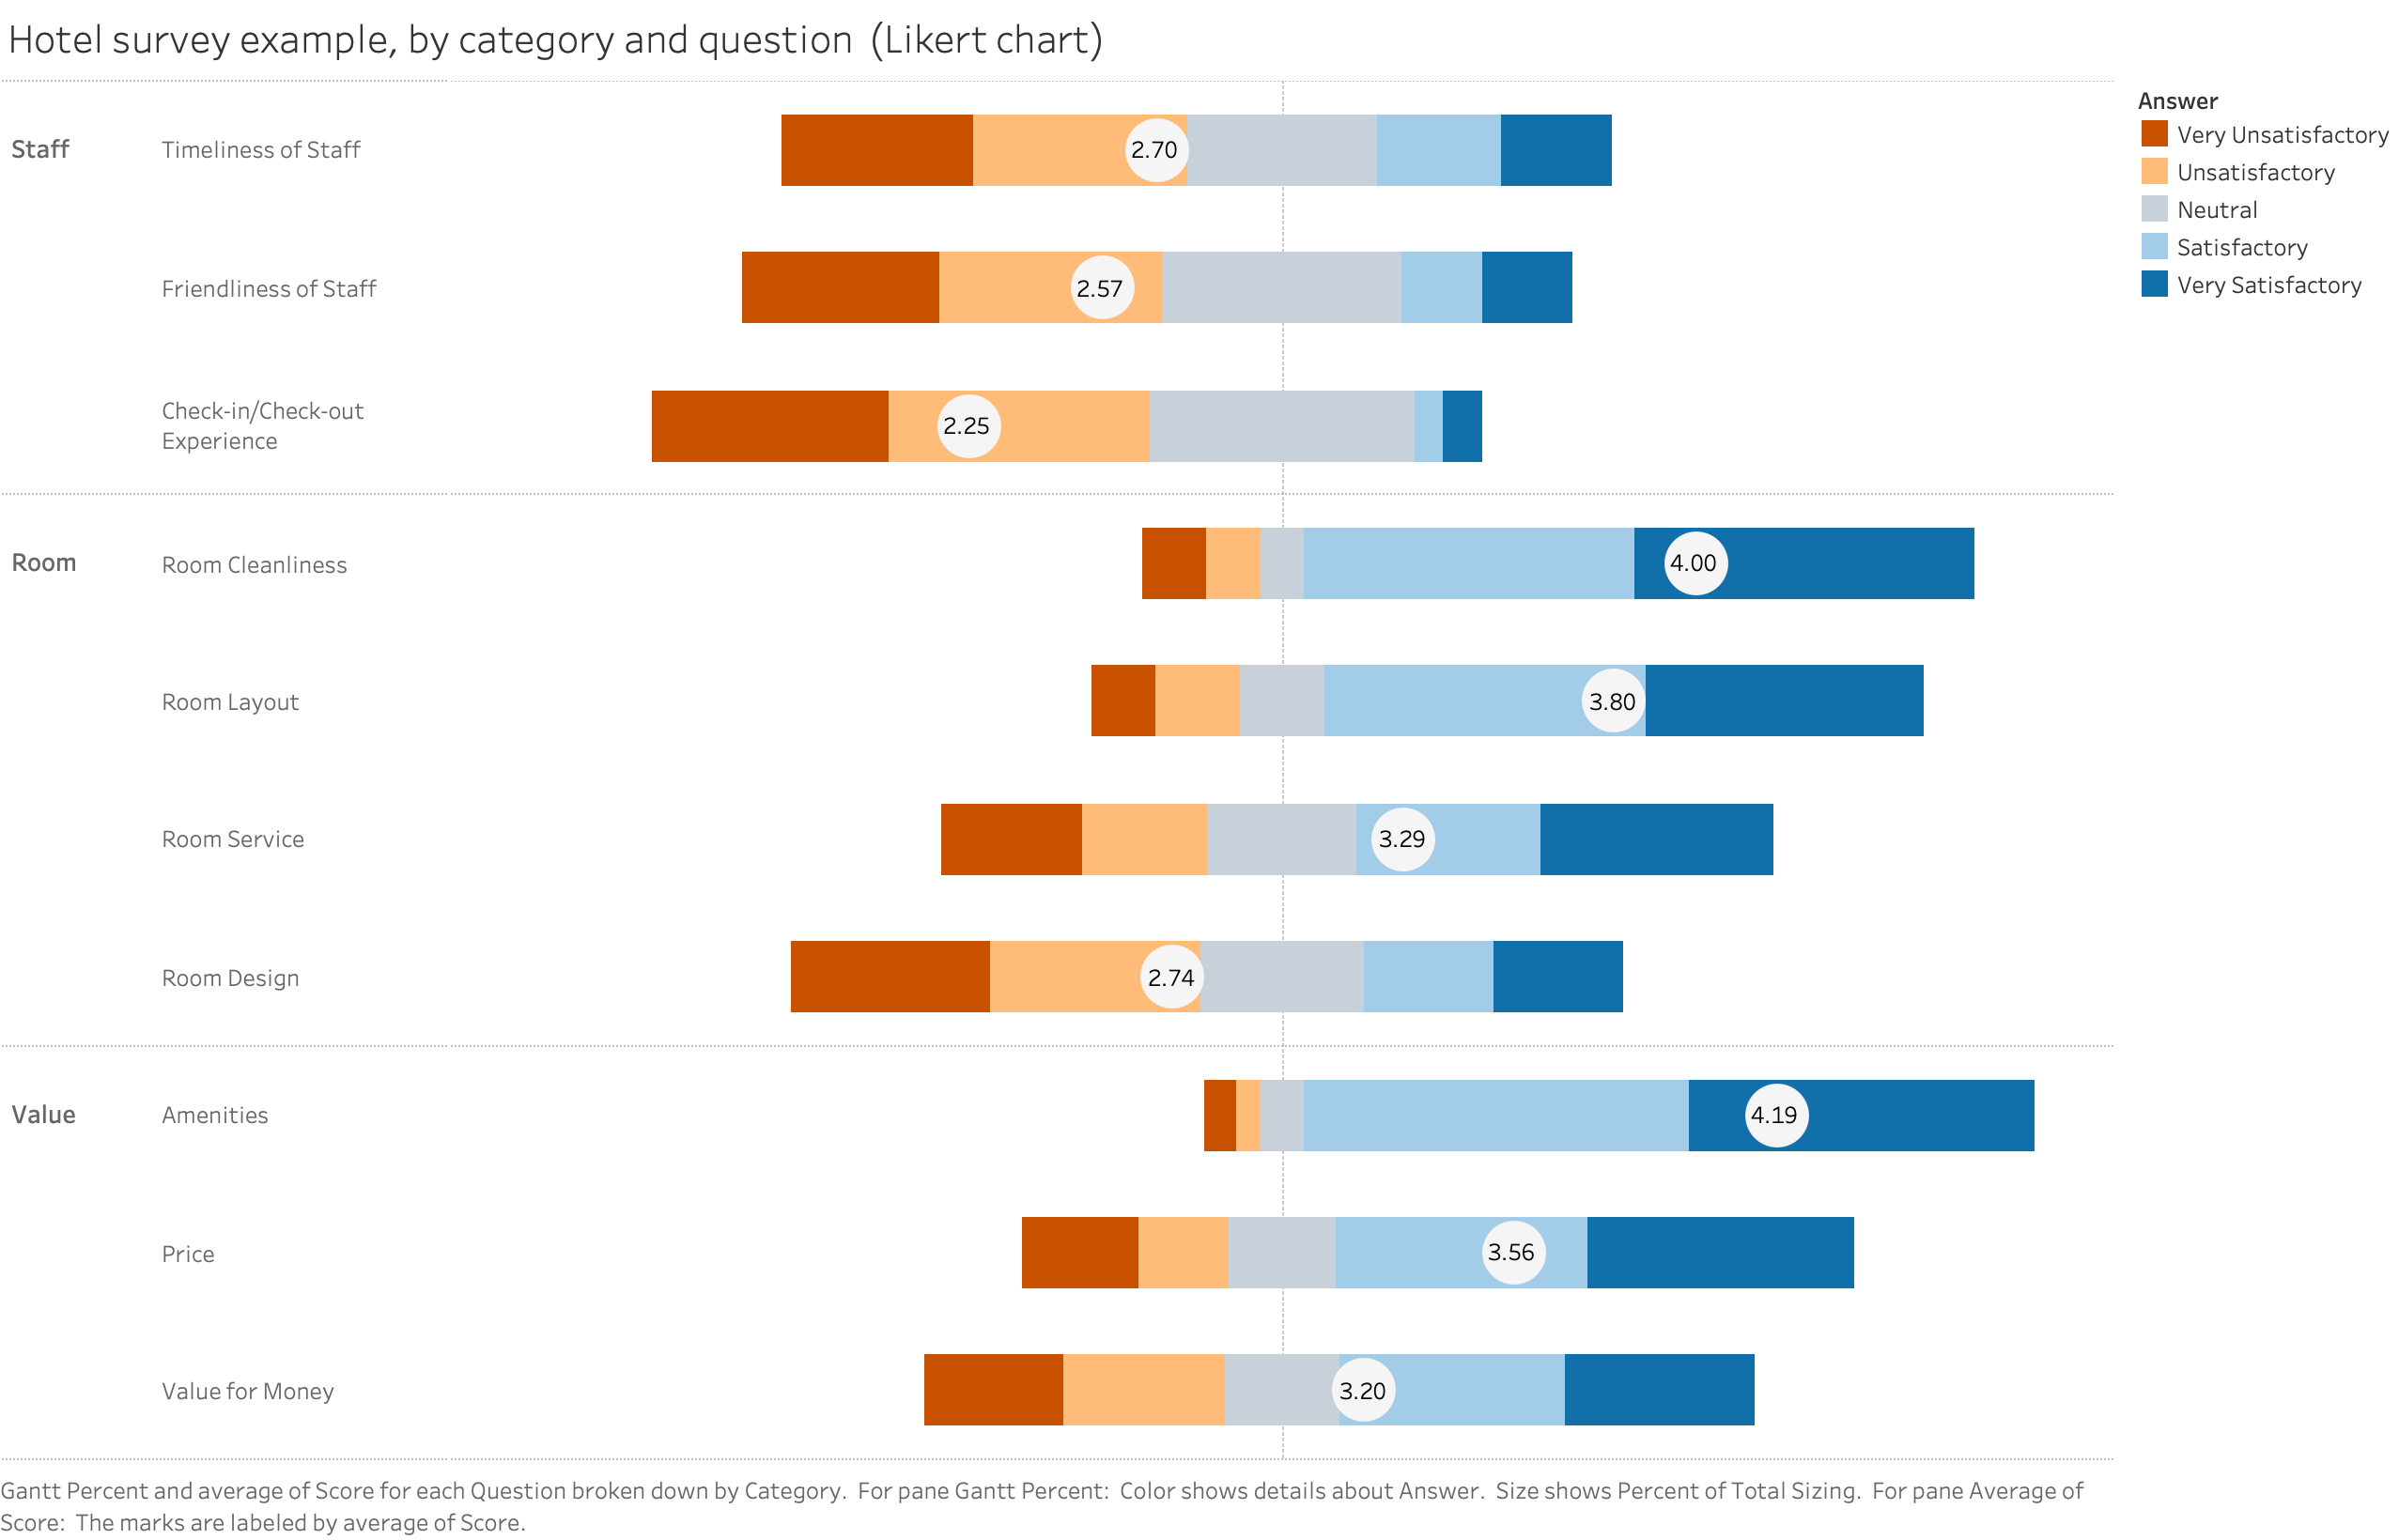 Hotel survey example, by category and question (Likert chart)
Answer
Very Unsatisfactory
Unsatisfactory
Neutral
Satisfactory
Very Satisfactory
Staff
Timeliness of Staff
2.70
Friendliness of Staff
2.57
Check-in/Check-out
Experience
2.25
Room
Room Cleanliness
4.00
Room Layout
3.80
Room Service
3.29
Room Design
2.74
Value
Amenities
4.19
Price
3.56
Value for Money
3.20
Gantt Percent and average of Score for each Question broken down by Category. For pane Gantt Percent: Color shows details about Answer. Size shows Percent of Total Sizing. For pane Average of
Score: The marks are labeled by average of Score.